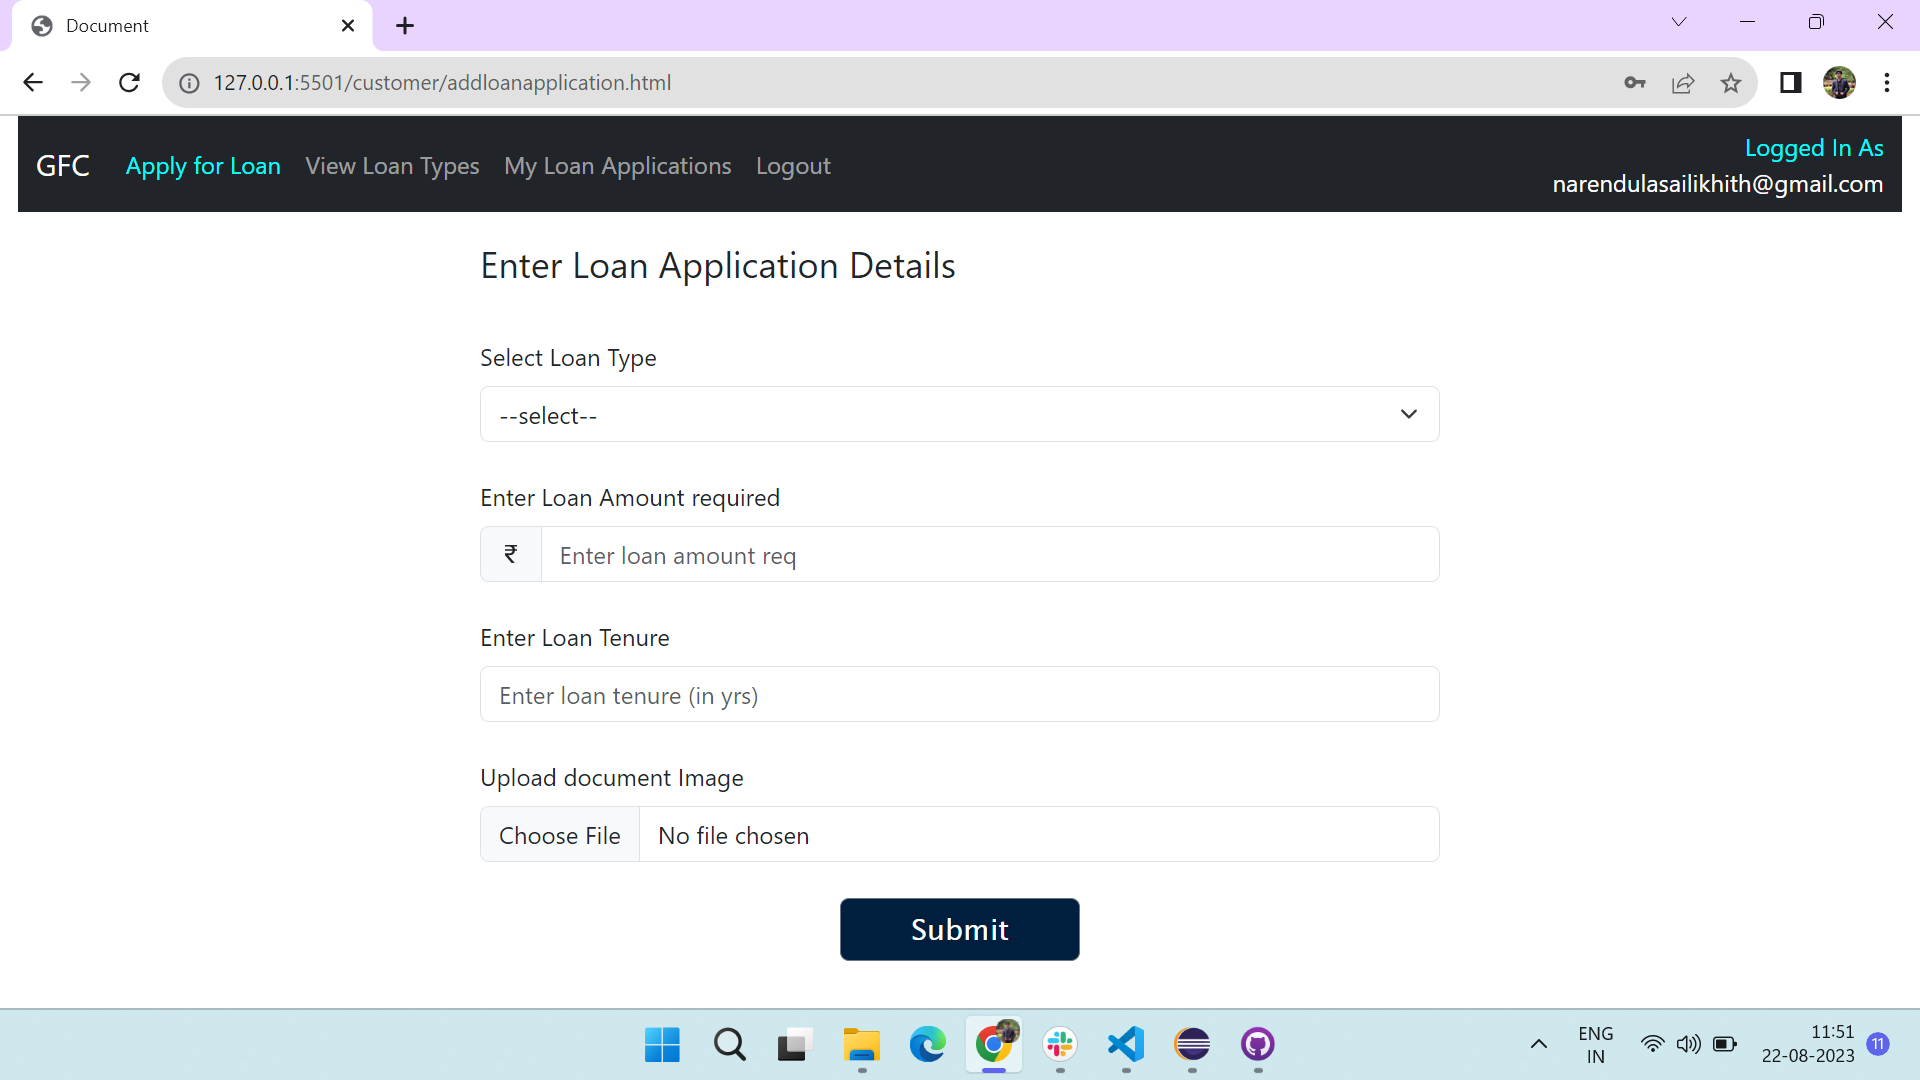 Document
127.0.0.1:5501/customer/addloanapplication.html
GFC Apply for Loan View Loan Types My Loan Applications Logout
Logged In As
narendulasailikhith@gmail.com
Enter Loan Application Details
Select Loan Type
--select--
Enter Loan Amount required
₹ Enter loan amount req
Enter Loan Tenure
Enter loan tenure (in yrs)
Upload document Image
Choose File No file chosen
Submit
ENG
IN
11:51
22-08-2023
11